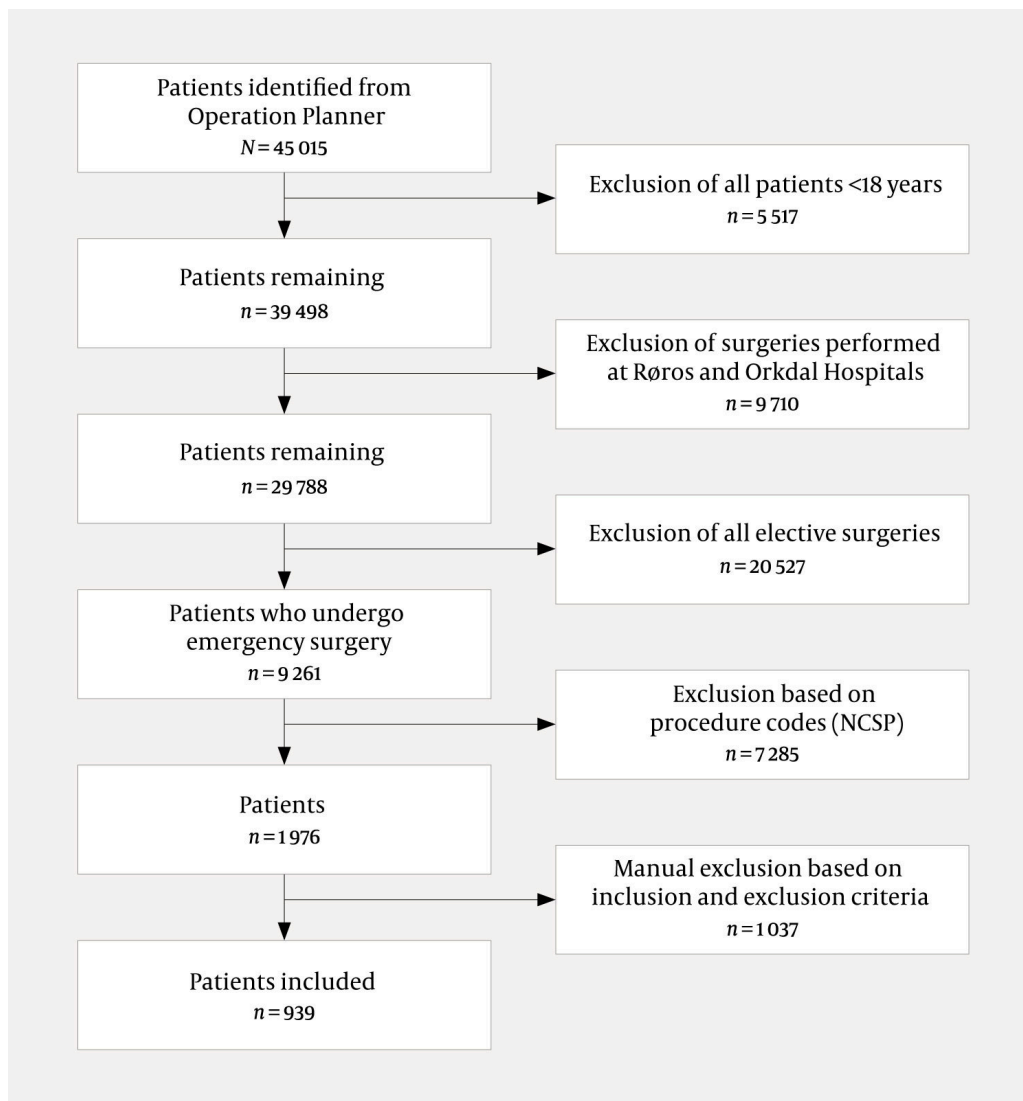 Patients identified from
Operation Planner
N = 45 015
Exclusion of all patients <18 years
n = 5 517
Patients remaining
n = 39 498
Exclusion of surgeries performed
at Røros and Orkdal Hospitals
n = 9 710
Patients remaining
n = 29 788
Exclusion of all elective surgeries
n = 20 527
Patients who undergo
emergency surgery
n = 9 261
Exclusion based on
procedure codes (NCSP)
n = 7 285
Patients
n = 1 976
Manual exclusion based on
inclusion and exclusion criteria
n = 1 037
Patients included
n = 939